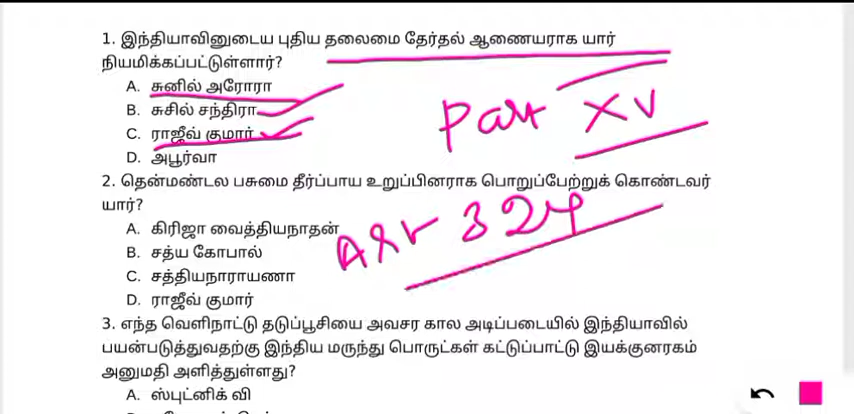 1. இந்தியாவினுடைய புதிய தலைமை தேர்தல் ஆணையராக யார்
நியமிக்கப்பட்டுள்ளார்?
A. சுனில் அரோரா
B. சுசில் சந்திரா
C. ராஜீவ் குமார்
D. அபூர்வா
Part XV
2. தென்மண்டல பசுமை தீர்ப்பாய உறுப்பினராக பொறுப்பேற்றுக் கொண்டவர்
யார்?
A. கிரிஜா வைத்தியநாதன்
B. சத்ய கோபால்
C. சத்தியநாராயணா
D. ராஜீவ் குமார்
Art 324
3. எந்த வெளிநாட்டு தடுப்பூசியை அவசர கால அடிப்படையில் இந்தியாவில்
பயன்படுத்துவதற்கு இந்திய மருந்து பொருட்கள் கட்டுப்பாட்டு இயக்குனரகம்
அனுமதி அளித்துள்ளது?
A. ஸ்புட்னிக் வி